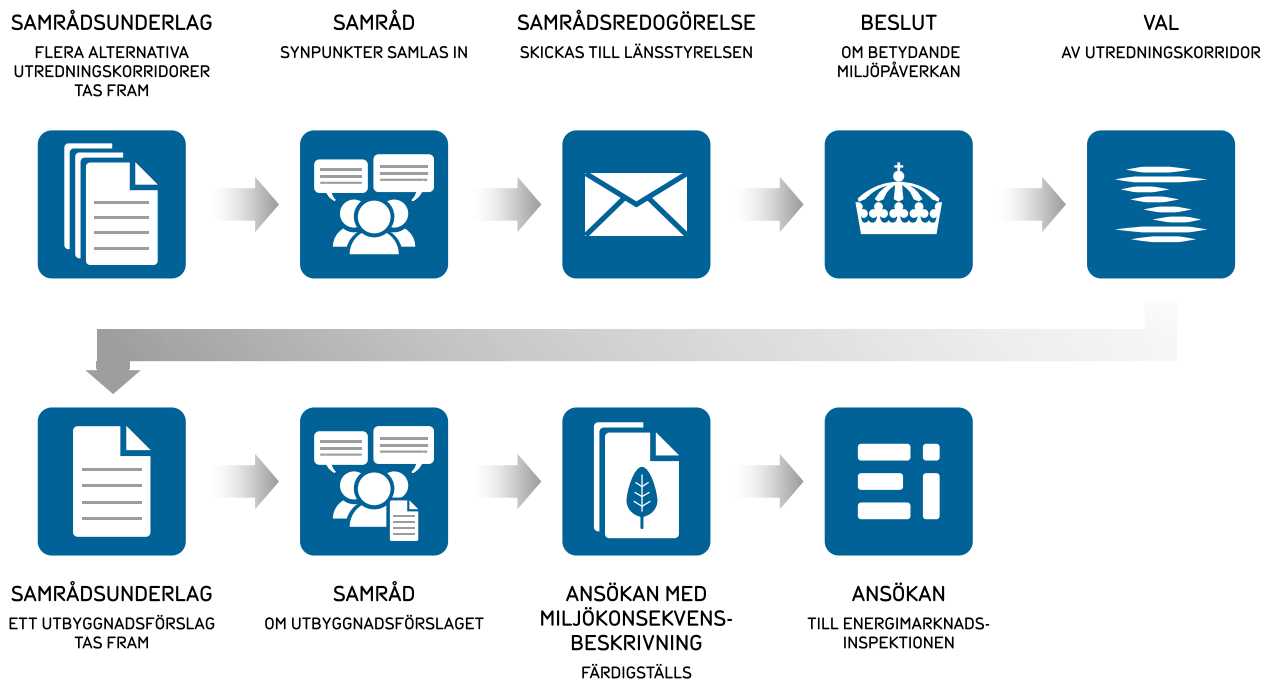 SAMRÅDSUNDERLAG
FLERA ALTERNATIVA
UTREDNINGSKORRIDORER
TAS FRAM
SAMRÅD
SYNPUNKTER SAMLAS IN
SAMRÅDSREDOGÖRELSE
SKICKAS TILL LÄNSSTYRELSEN
BESLUT
OM BETYDANDE
MILJÖPÅVERKAN
VAL
AV UTREDNINGSKORRIDOR
Ei
SAMRÅDSUNDERLAG
ETT UTBYGGNADSFÖRSLAG
TAS FRAM
SAMRÅD
OM UTBYGGNADSFÖRSLAGET
ANSÖKAN MED
MILJÖKONSEKVENS-
BESKRIVNING
FÄRDIGSTÄLLS
ANSÖKAN
TILL ENERGIMARKNADS-
INSPEKTIONEN